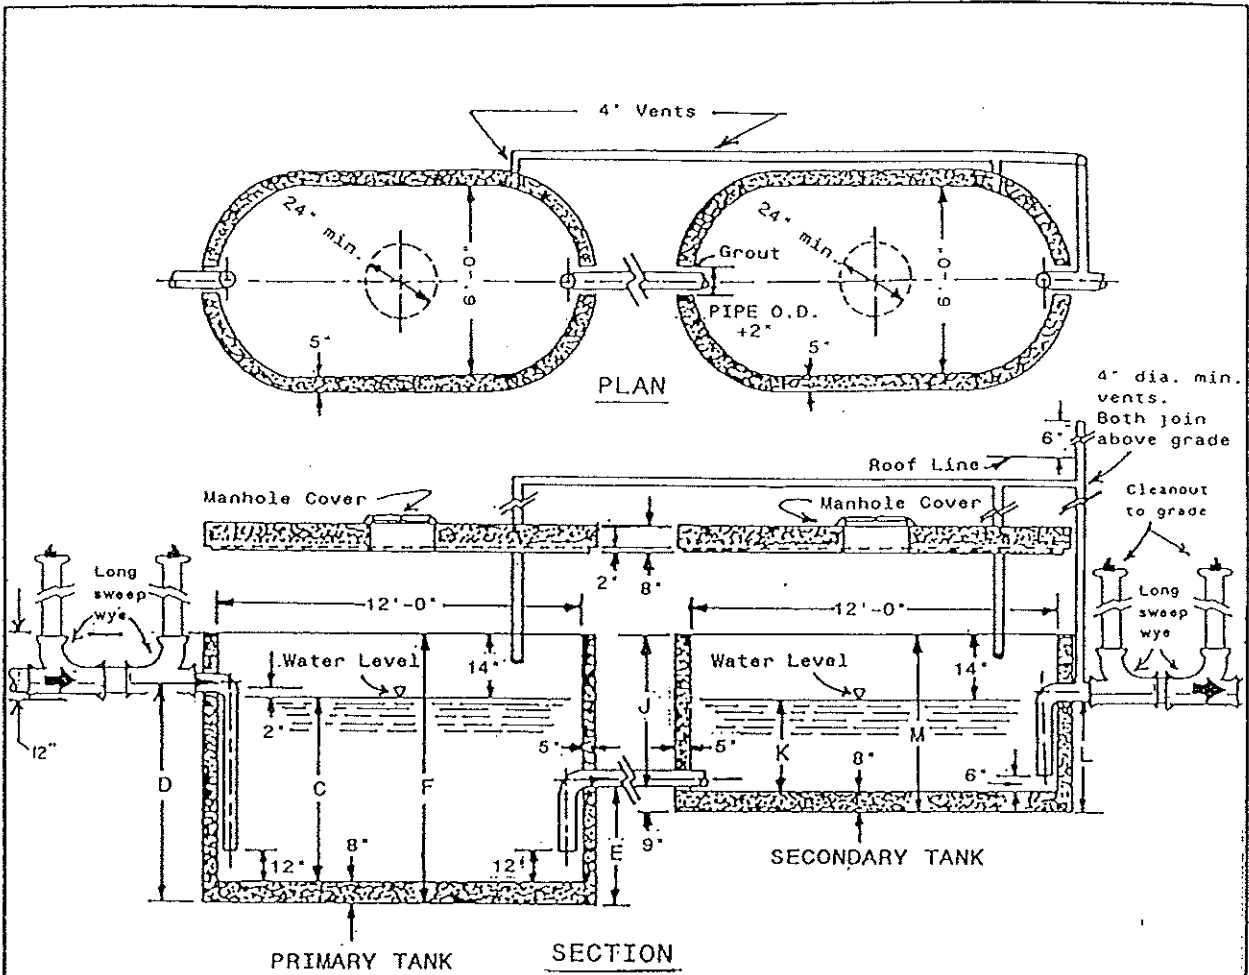 4" Vents
24" min.
6'-0"
Grout
24" min.
6'-0"
PIPE O.D.
+2"
5"
5"
PLAN
4" dia. min.
vents.
Both join
above grade
6"
Roof Line
Manhole Cover
Manhole Cover
Cleanout
to grade
2"
8"
Long
sweep
wye
12'-0"
12'-0"
Long
sweep
wye
Water Level
14"
Water Level
14"
2"
12"
J
M
5"
5"
K
8"
L
D
C
F
6"
E
9"
8"
12"
12"
SECONDARY TANK
PRIMARY TANK
SECTION